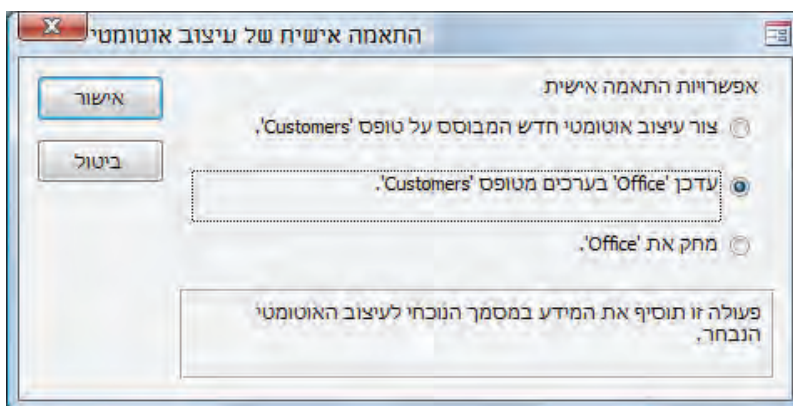 התאמה אישית של עיצוב אוטומטי
אפשרויות התאמה אישית
צור עיצוב אוטומטי חדש המבוסס על טופס 'Customers'.
עדכן 'Office' בערכים מטופס 'Customers'.
מחק את 'Office'.
פעולה זו תוסיף את המידע במסמך הנוכחי לעיצוב האוטומטי
הנבחר.
אישור
ביטול